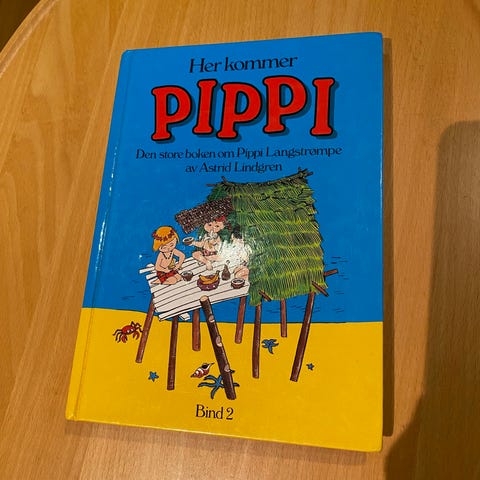 Her kommer
PIPPI
Den store boken om Pippi Langstrømpe
av Astrid Lindgren
Bind 2